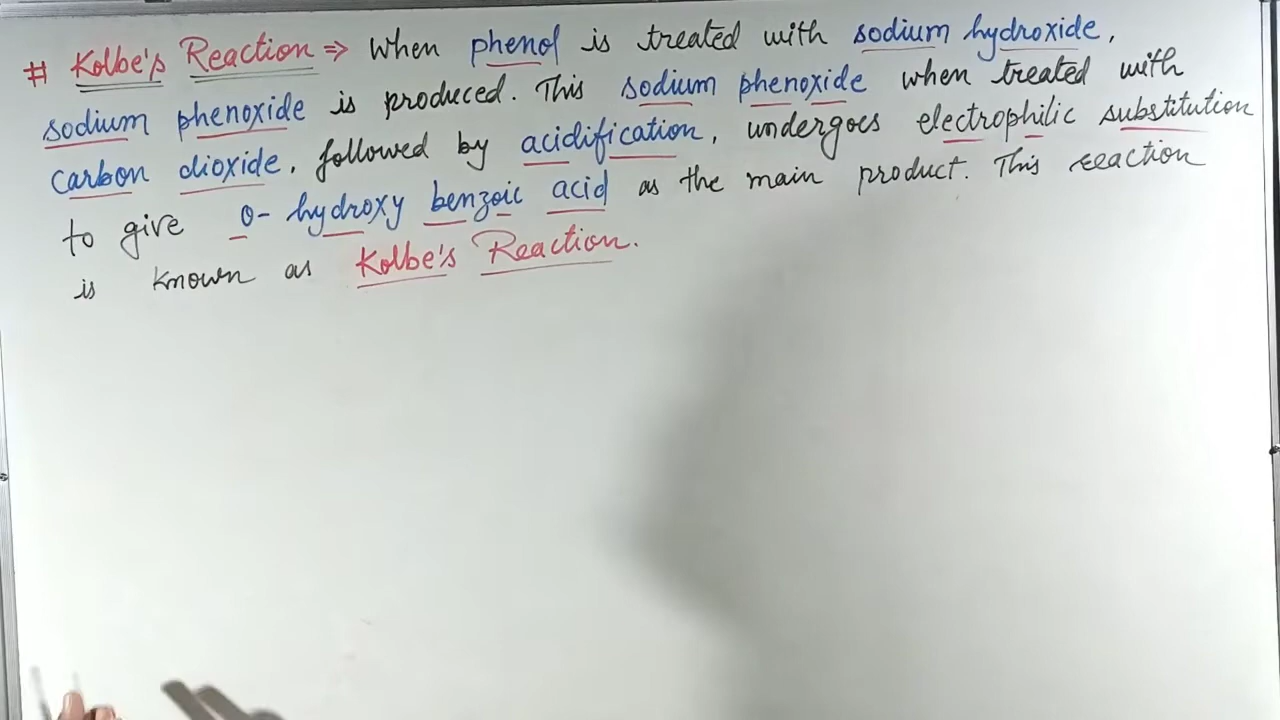 # Kolbe's Reaction ⇒ When phenol is treated with sodium hydroxide,
sodium phenoxide is produced. This sodium phenoxide when treated with
carbon dioxide, followed by acidification, undergoes electrophilic substitution
to give o- hydroxy benzoic acid as the main product. This reaction
is known as Kolbe's Reaction.